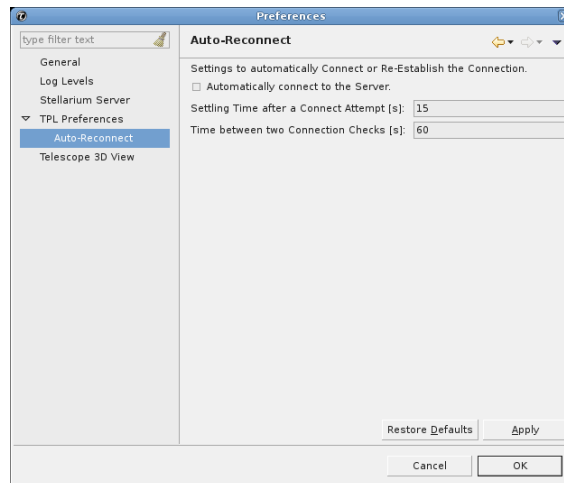 Preferences
type filter text
General
Log Levels
Stellarium Server
TPL Preferences
Auto-Reconnect
Telescope 3D View
Auto-Reconnect
Settings to automatically Connect or Re-Establish the Connection.
Automatically connect to the Server.
Settling Time after a Connect Attempt [s]: 15
Time between two Connection Checks [s]: 60
Restore Defaults Apply
Cancel OK